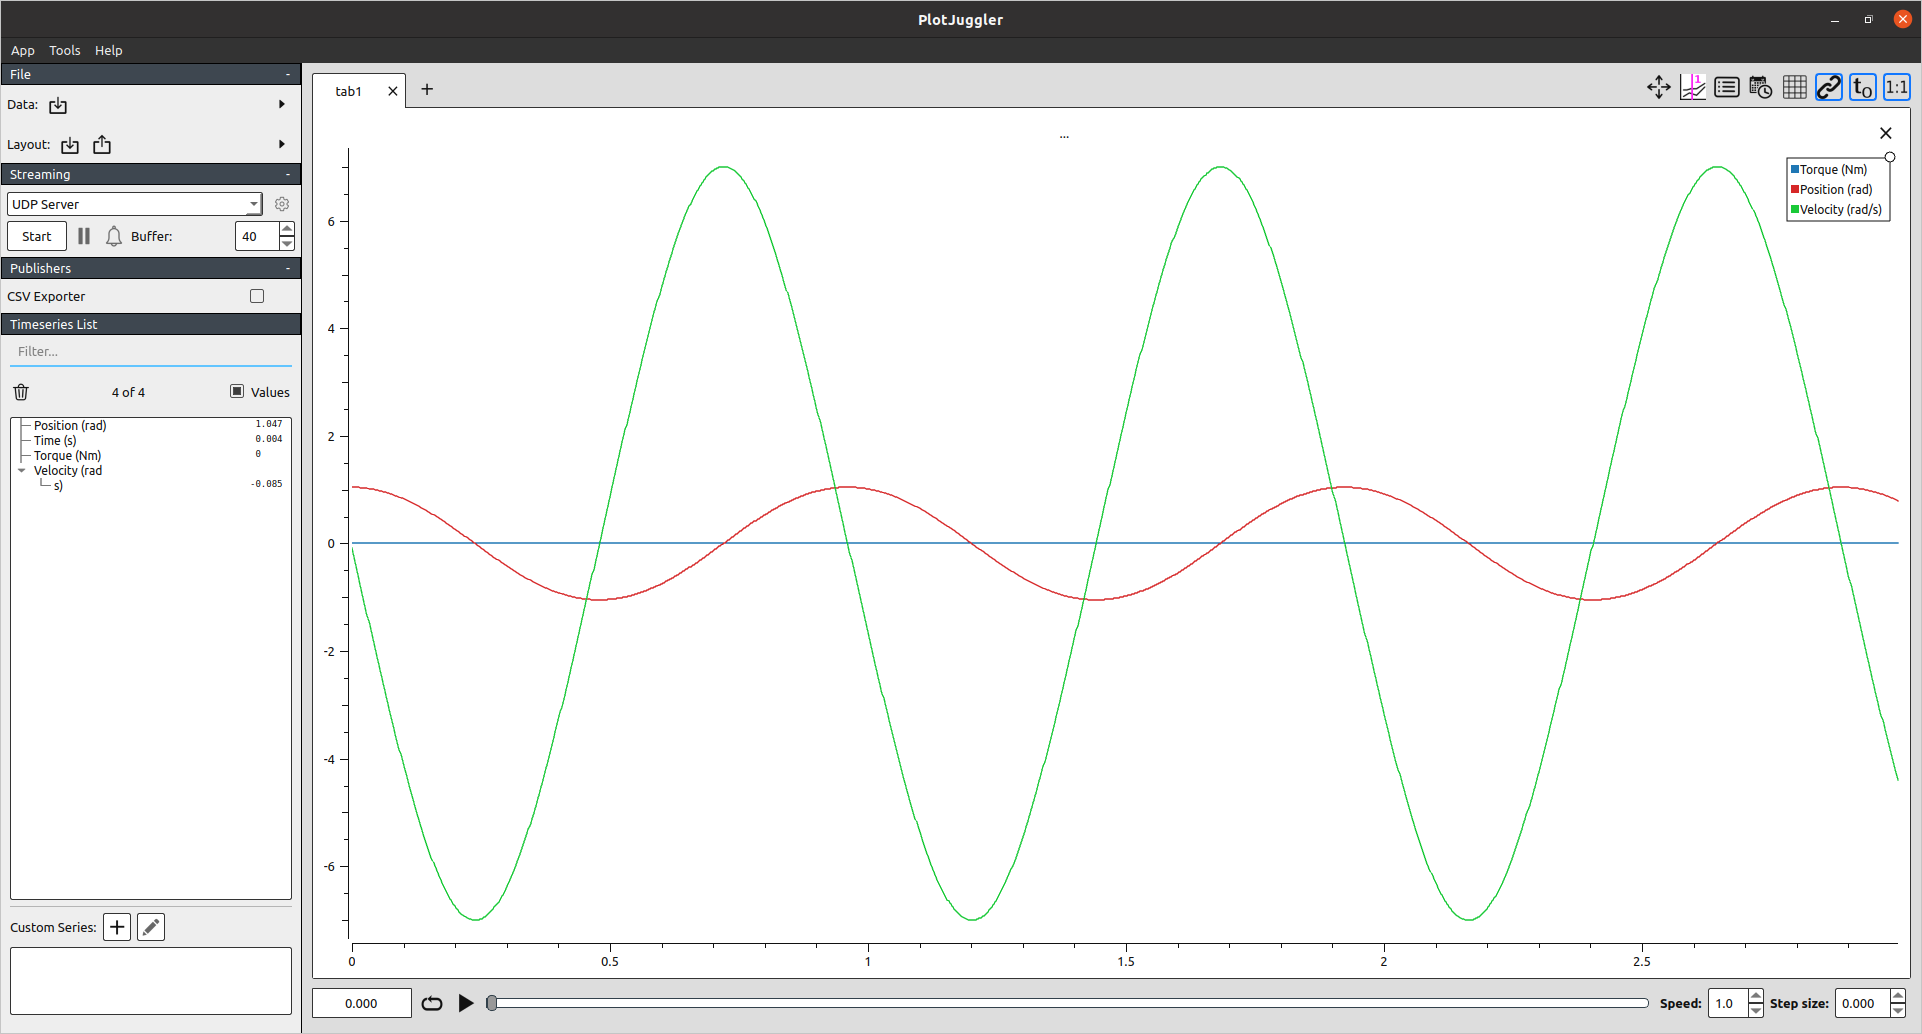 PlotJuggler
App Tools Help
File -
Data:
Layout:
Streaming -
UDP Server
Start Buffer: 40
Publishers -
CSV Exporter
Timeseries List
Filter...
4 of 4 Values
Position (rad) 1.047
Time (s) 0.004
Torque (Nm) 0
Velocity (rad
s) -0.085
Custom Series:
tab1
1
to
1:1
...
Torque (Nm)
Position (rad)
Velocity (rad/s)
6
4
2
0
-2
-4
-6
0 0.5 1 1.5 2 2.5
0.000
Speed: 1.0 Step size: 0.000